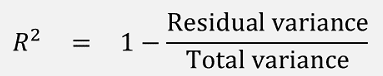 R² = 1 − Residual variance / Total variance